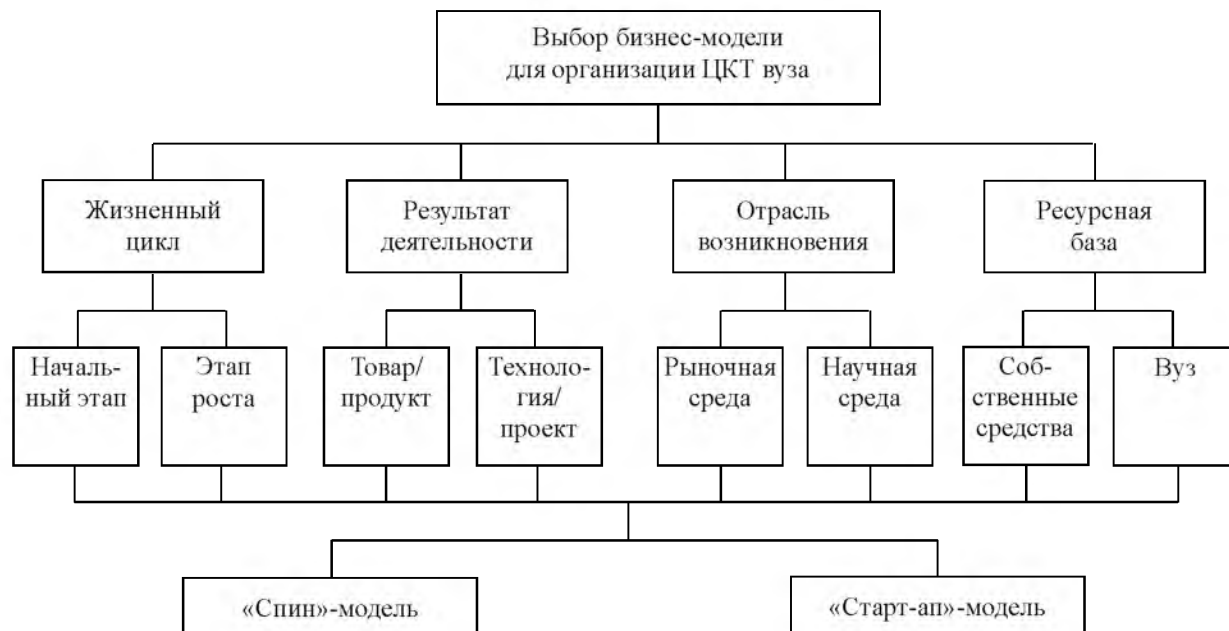 Выбор бизнес-модели
для организации ЦКТ вуза
Жизненный
цикл
Результат
деятельности
Отрасль
возникновения
Ресурсная
база
Началь-
ный этап
Этап
роста
Товар/
продукт
Техноло-
гия/
проект
Рыночная
среда
Научная
среда
Соб-
ственные
средства
Вуз
«Спин»-модель
«Старт-ап»-модель